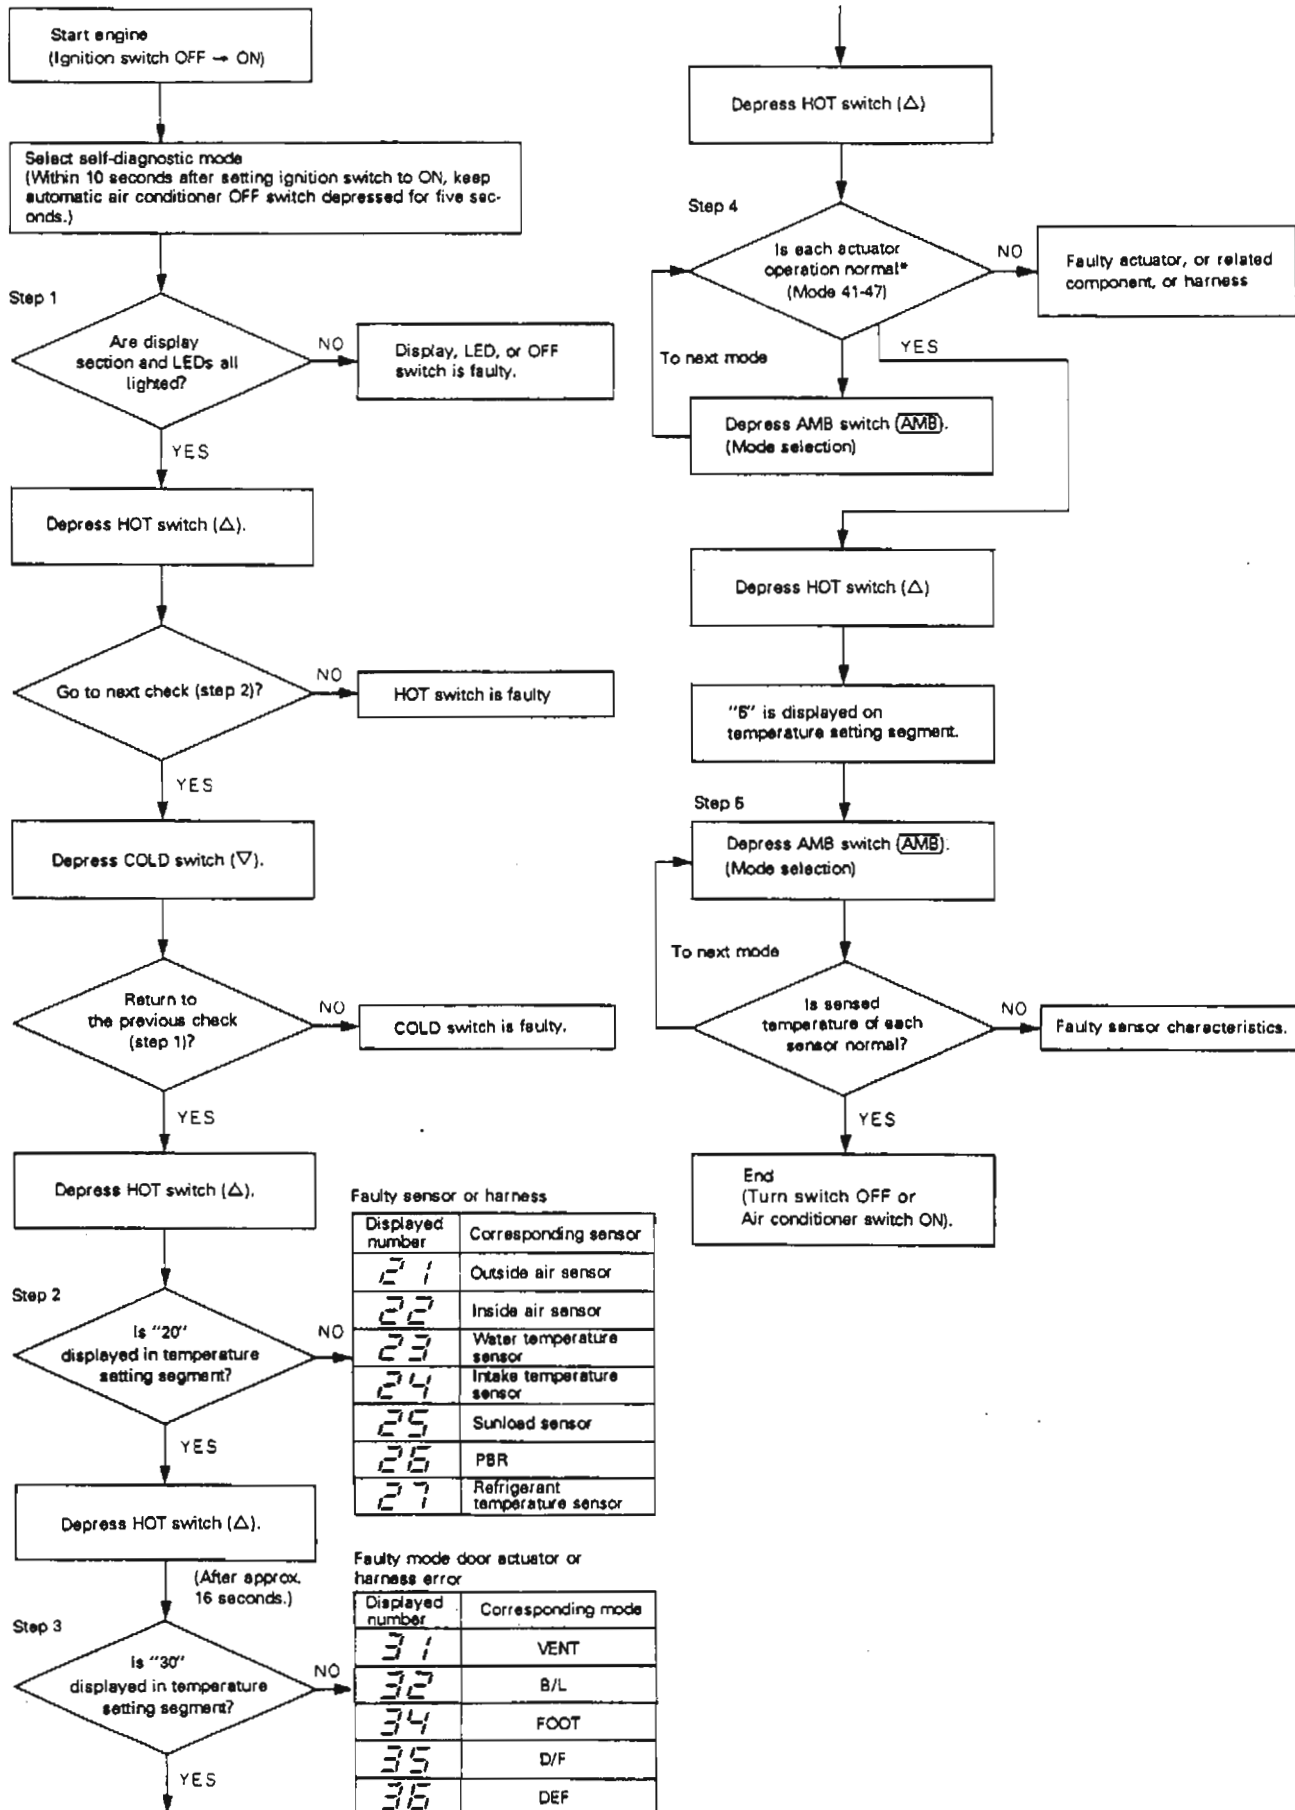 Start engine
(Ignition switch OFF → ON)
Select self-diagnostic mode
(Within 10 seconds after setting ignition switch to ON, keep
automatic air conditioner OFF switch depressed for five sec-
onds.)
Step 1
Are display
section and LEDs all
lighted?
NO
Display, LED, or OFF
switch is faulty.
YES
Depress HOT switch (△).
Go to next check (step 2)?
NO
HOT switch is faulty
YES
Depress COLD switch (▽).
Return to
the previous check
(step 1)?
NO
COLD switch is faulty.
YES
Depress HOT switch (△).
Step 2
Is "20"
displayed in temperature
setting segment?
NO
Faulty sensor or harness
Displayed
number
Corresponding sensor
21 Outside air sensor
22 Inside air sensor
23 Water temperature
sensor
24 Intake temperature
sensor
25 Sunload sensor
26 PBR
27 Refrigerant
temperature sensor
YES
Depress HOT switch (△).
(After approx.
16 seconds.)
Step 3
Is "30"
displayed in temperature
setting segment?
NO
Faulty mode door actuator or
harness error
Displayed
number
Corresponding mode
31 VENT
32 B/L
34 FOOT
35 D/F
36 DEF
YES
Depress HOT switch (△)
Step 4
Is each actuator
operation normal*
(Mode 41-47)
NO
Faulty actuator, or related
component, or harness
YES
To next mode
Depress AMB switch (AMB).
(Mode selection)
Depress HOT switch (△)
"5" is displayed on
temperature setting segment.
Step 5
Depress AMB switch (AMB).
(Mode selection)
To next mode
Is sensed
temperature of each
sensor normal?
NO
Faulty sensor characteristics.
YES
End
(Turn switch OFF or
Air conditioner switch ON).